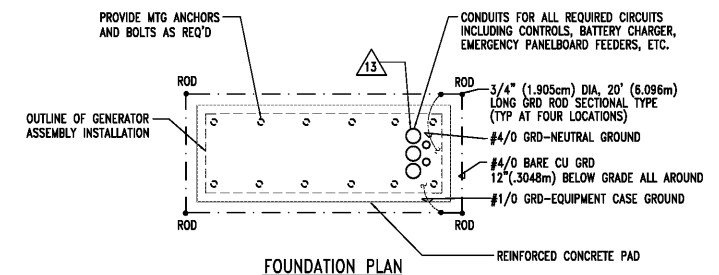 PROVIDE MTG ANCHORS
AND BOLTS AS REQ'D
CONDUITS FOR ALL REQUIRED CIRCUITS
INCLUDING CONTROLS, BATTERY CHARGER,
EMERGENCY PANELBOARD FEEDERS, ETC.
13
ROD
ROD
3/4" (1.905cm) DIA, 20' (6.096m)
LONG GRD ROD SECTIONAL TYPE
(TYP AT FOUR LOCATIONS)
OUTLINE OF GENERATOR
ASSEMBLY INSTALLATION
#4/0 GRD-NEUTRAL GROUND
#4/0 BARE CU GRD
12"(.3048m) BELOW GRADE ALL AROUND
#1/0 GRD-EQUIPMENT CASE GROUND
ROD
ROD
REINFORCED CONCRETE PAD
FOUNDATION PLAN